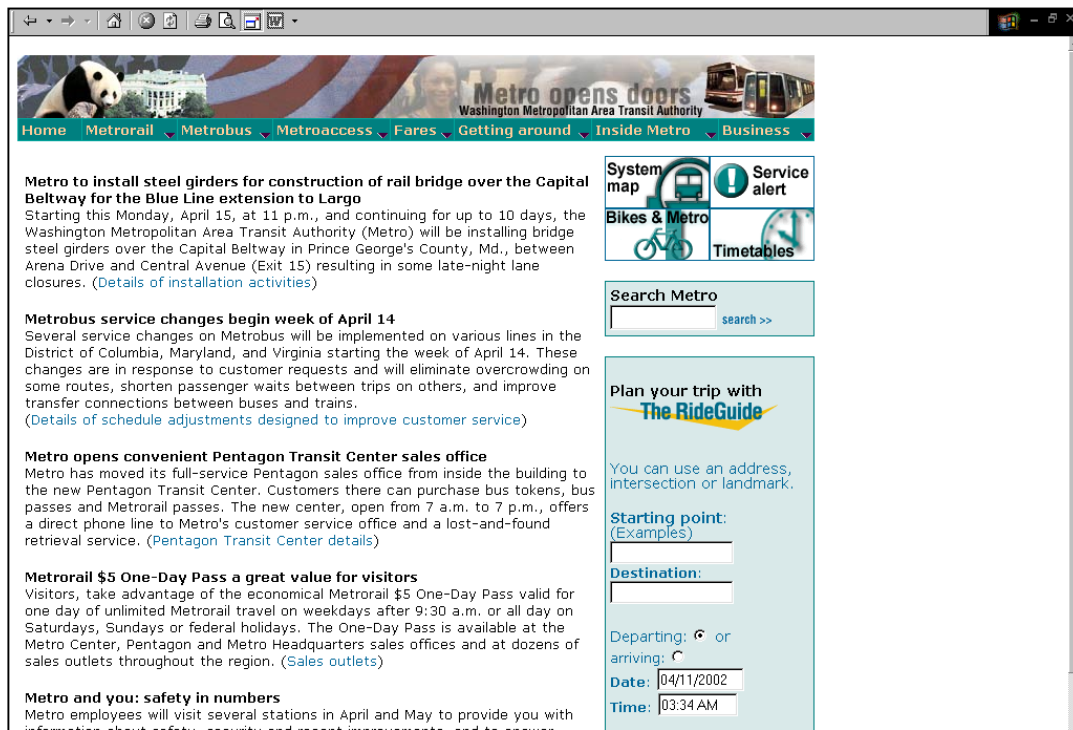 Metro opens doors
Washington Metropolitan Area Transit Authority
Home Metrorail Metrobus Metroaccess Fares Getting around Inside Metro Business
Metro to install steel girders for construction of rail bridge over the Capital
Beltway for the Blue Line extension to Largo
Starting this Monday, April 15, at 11 p.m., and continuing for up to 10 days, the
Washington Metropolitan Area Transit Authority (Metro) will be installing bridge
steel girders over the Capital Beltway in Prince George's County, Md., between
Arena Drive and Central Avenue (Exit 15) resulting in some late-night lane
closures. (Details of installation activities)
Metrobus service changes begin week of April 14
Several service changes on Metrobus will be implemented on various lines in the
District of Columbia, Maryland, and Virginia starting the week of April 14. These
changes are in response to customer requests and will eliminate overcrowding on
some routes, shorten passenger waits between trips on others, and improve
transfer connections between buses and trains.
(Details of schedule adjustments designed to improve customer service)
Metro opens convenient Pentagon Transit Center sales office
Metro has moved its full-service Pentagon sales office from inside the building to
the new Pentagon Transit Center. Customers there can purchase bus tokens, bus
passes and Metrorail passes. The new center, open from 7 a.m. to 7 p.m., offers
a direct phone line to Metro's customer service office and a lost-and-found
retrieval service. (Pentagon Transit Center details)
Metrorail $5 One-Day Pass a great value for visitors
Visitors, take advantage of the economical Metrorail $5 One-Day Pass valid for
one day of unlimited Metrorail travel on weekdays after 9:30 a.m. or all day on
Saturdays, Sundays or federal holidays. The One-Day Pass is available at the
Metro Center, Pentagon and Metro Headquarters sales offices and at dozens of
sales outlets throughout the region. (Sales outlets)
Metro and you: safety in numbers
Metro employees will visit several stations in April and May to provide you with
information about safety, security and recent improvements, and to answer
System
map
Service
alert
Bikes & Metro
Timetables
Search Metro
search >>
Plan your trip with
The RideGuide
You can use an address,
intersection or landmark.
Starting point:
(Examples)
Destination:
Departing: or
arriving:
Date: 04/11/2002
Time: 03:34 AM